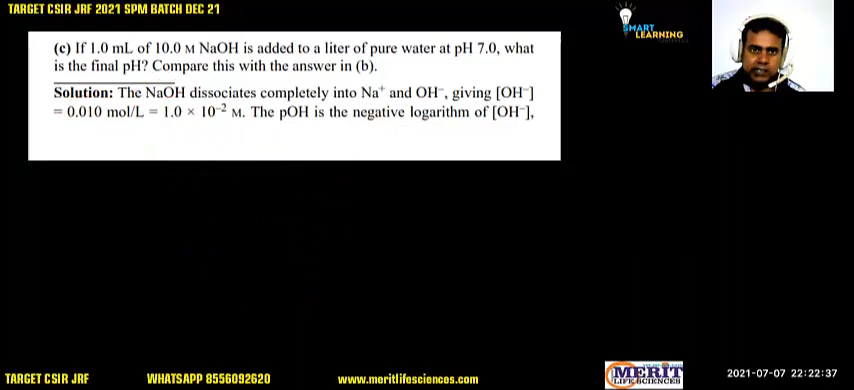 TARGET CSIR JRF 2021 SPM BATCH DEC 21
SMART
LEARNING
(c) If 1.0 mL of 10.0 M NaOH is added to a liter of pure water at pH 7.0, what
is the final pH? Compare this with the answer in (b).
Solution: The NaOH dissociates completely into Na⁺ and OH⁻, giving [OH⁻]
= 0.010 mol/L = 1.0 × 10⁻² M. The pOH is the negative logarithm of [OH⁻],
TARGET CSIR JRF
WHATSAPP 8556092620
www.meritlifesciences.com
MERIT
LIFE SCIENCES
2021-07-07 22:22:37